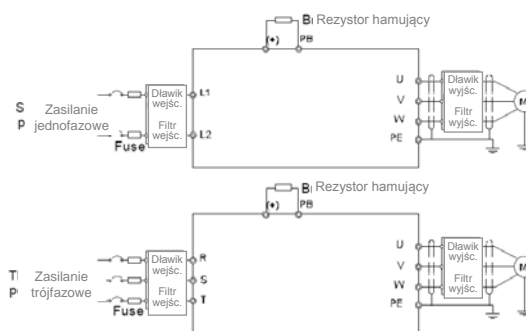 B Rezystor hamujący
(+) PB
S Zasilanie
p jednofazowe
Fuse
Dławik
wejśc.
Filtr
wejśc.
L1
L2
U
V
W
PE
Dławik
wyjśc.
Filtr
wyjśc.
M
B Rezystor hamujący
(+) PB
T Zasilanie
p trójfazowe
Fuse
Dławik
wejśc.
Filtr
wejśc.
R
S
T
U
V
W
PE
Dławik
wyjśc.
Filtr
wyjśc.
M